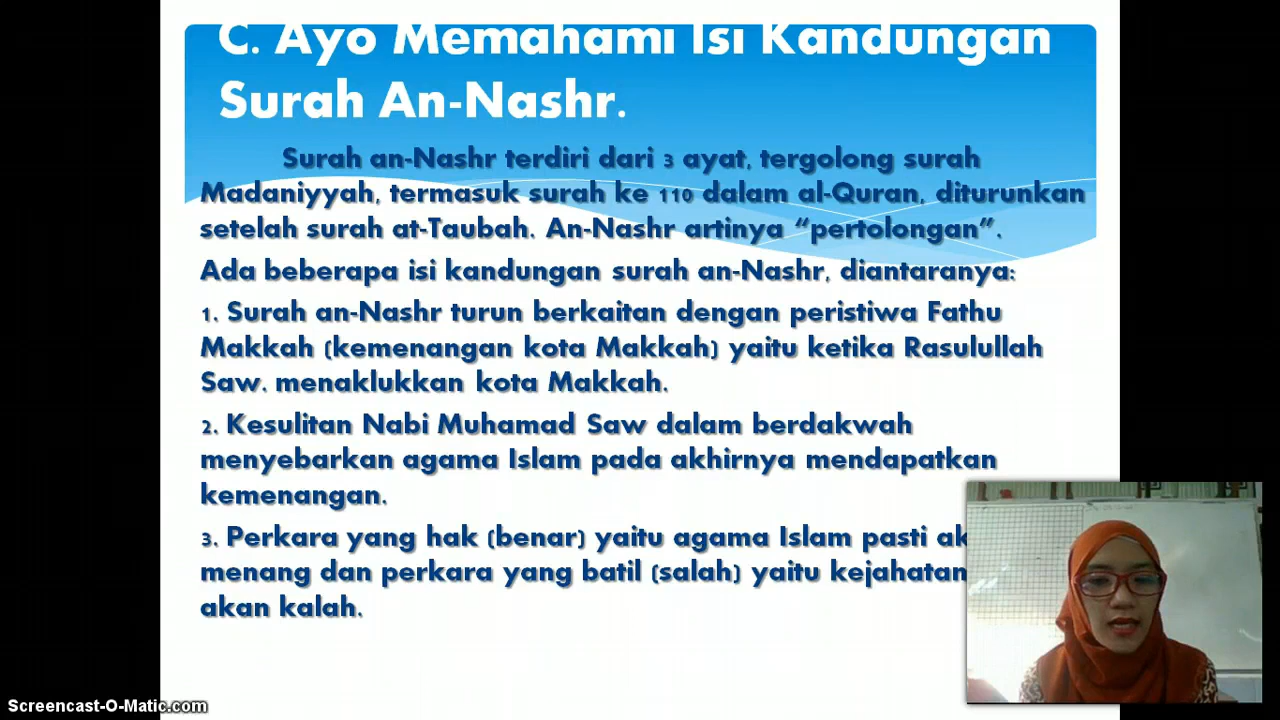 C. Ayo Memahami Isi Kandungan
Surah An-Nashr.
Surah an-Nashr terdiri dari 3 ayat, tergolong surah
Madaniyyah, termasuk surah ke 110 dalam al-Quran, diturunkan
setelah surah at-Taubah. An-Nashr artinya “pertolongan”.
Ada beberapa isi kandungan surah an-Nashr, diantaranya:
1. Surah an-Nashr turun berkaitan dengan peristiwa Fathu
Makkah (kemenangan kota Makkah) yaitu ketika Rasulullah
Saw. menaklukkan kota Makkah.
2. Kesulitan Nabi Muhamad Saw dalam berdakwah
menyebarkan agama Islam pada akhirnya mendapatkan
kemenangan.
3. Perkara yang hak (benar) yaitu agama Islam pasti ak
menang dan perkara yang batil (salah) yaitu kejahatan
akan kalah.
Screencast-O-Matic.com